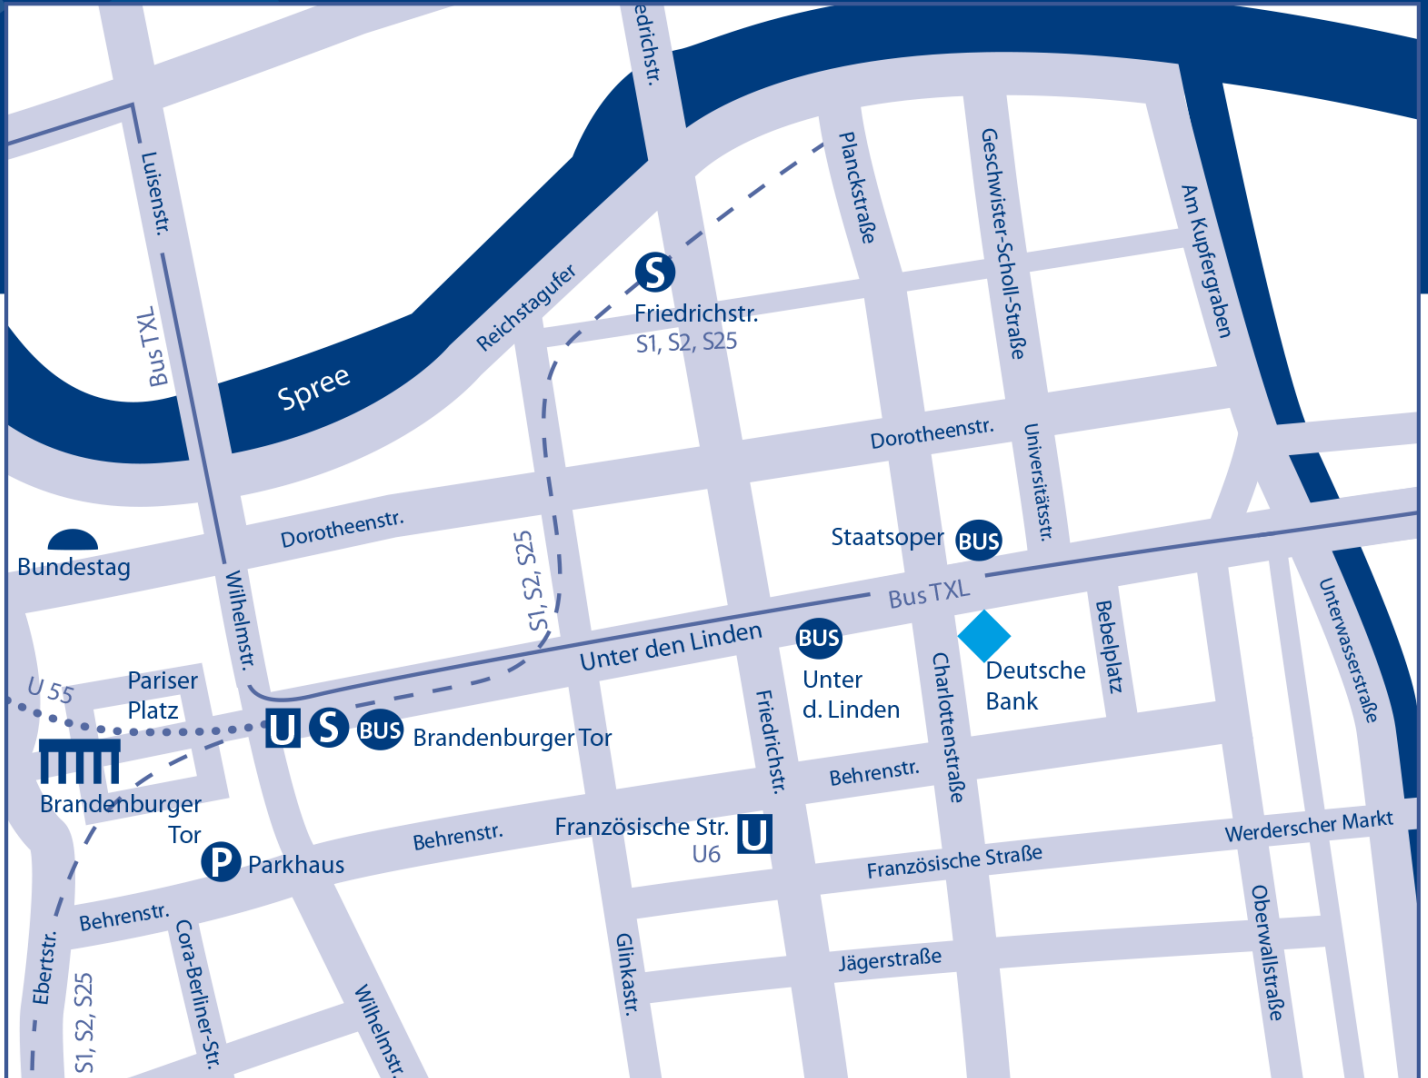 edrichstr.
Luisenstr.
Bus TXL
Spree
Reichstagufer
S
Friedrichstr.
S1, S2, S25
Planckstraße
Geschwister-Scholl-Straße
Am Kupfergraben
Dorotheenstr.
Universitätsstr.
Dorotheenstr.
Bundestag
Wilhelmstr.
S1, S2, S25
Staatsoper
BUS
Bus TXL
Unter den Linden
BUS
Unter
d. Linden
Deutsche
Bank
Charlottenstraße
Bebelplatz
Unterwasserstraße
U 55
Pariser
Platz
U
S
BUS
Brandenburger Tor
Brandenburger
Tor
P
Parkhaus
Friedrichstr.
Behrenstr.
Behrenstr.
Französische Str.
U6
U
Französische Straße
Werderscher Markt
Behrenstr.
Ebertstr.
S1, S2, S25
Cora-Berliner-Str.
Wilhelmstr.
Glinkastr.
Jägerstraße
Oberwallstraße